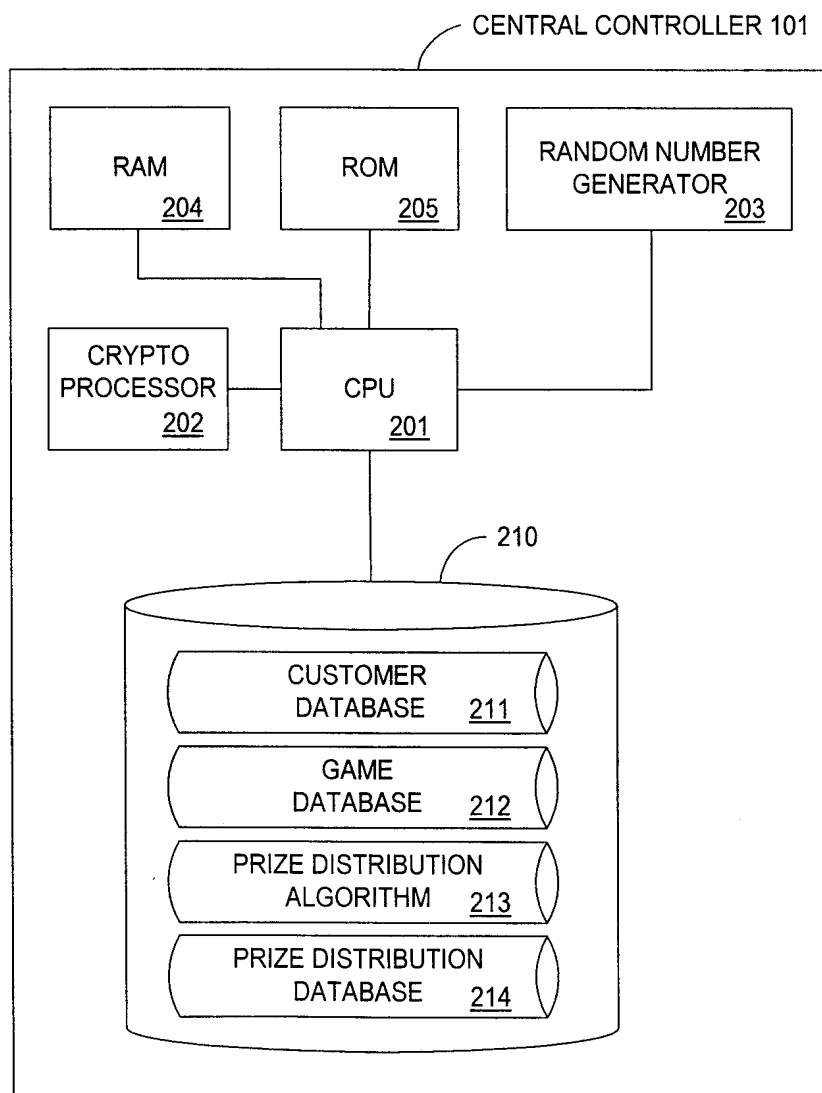 CENTRAL CONTROLLER 101
RAM
204
ROM
205
RANDOM NUMBER
GENERATOR
203
CRYPTO
PROCESSOR
202
CPU
201
210
CUSTOMER
DATABASE 211
GAME
DATABASE 212
PRIZE DISTRIBUTION
ALGORITHM 213
PRIZE DISTRIBUTION
DATABASE 214